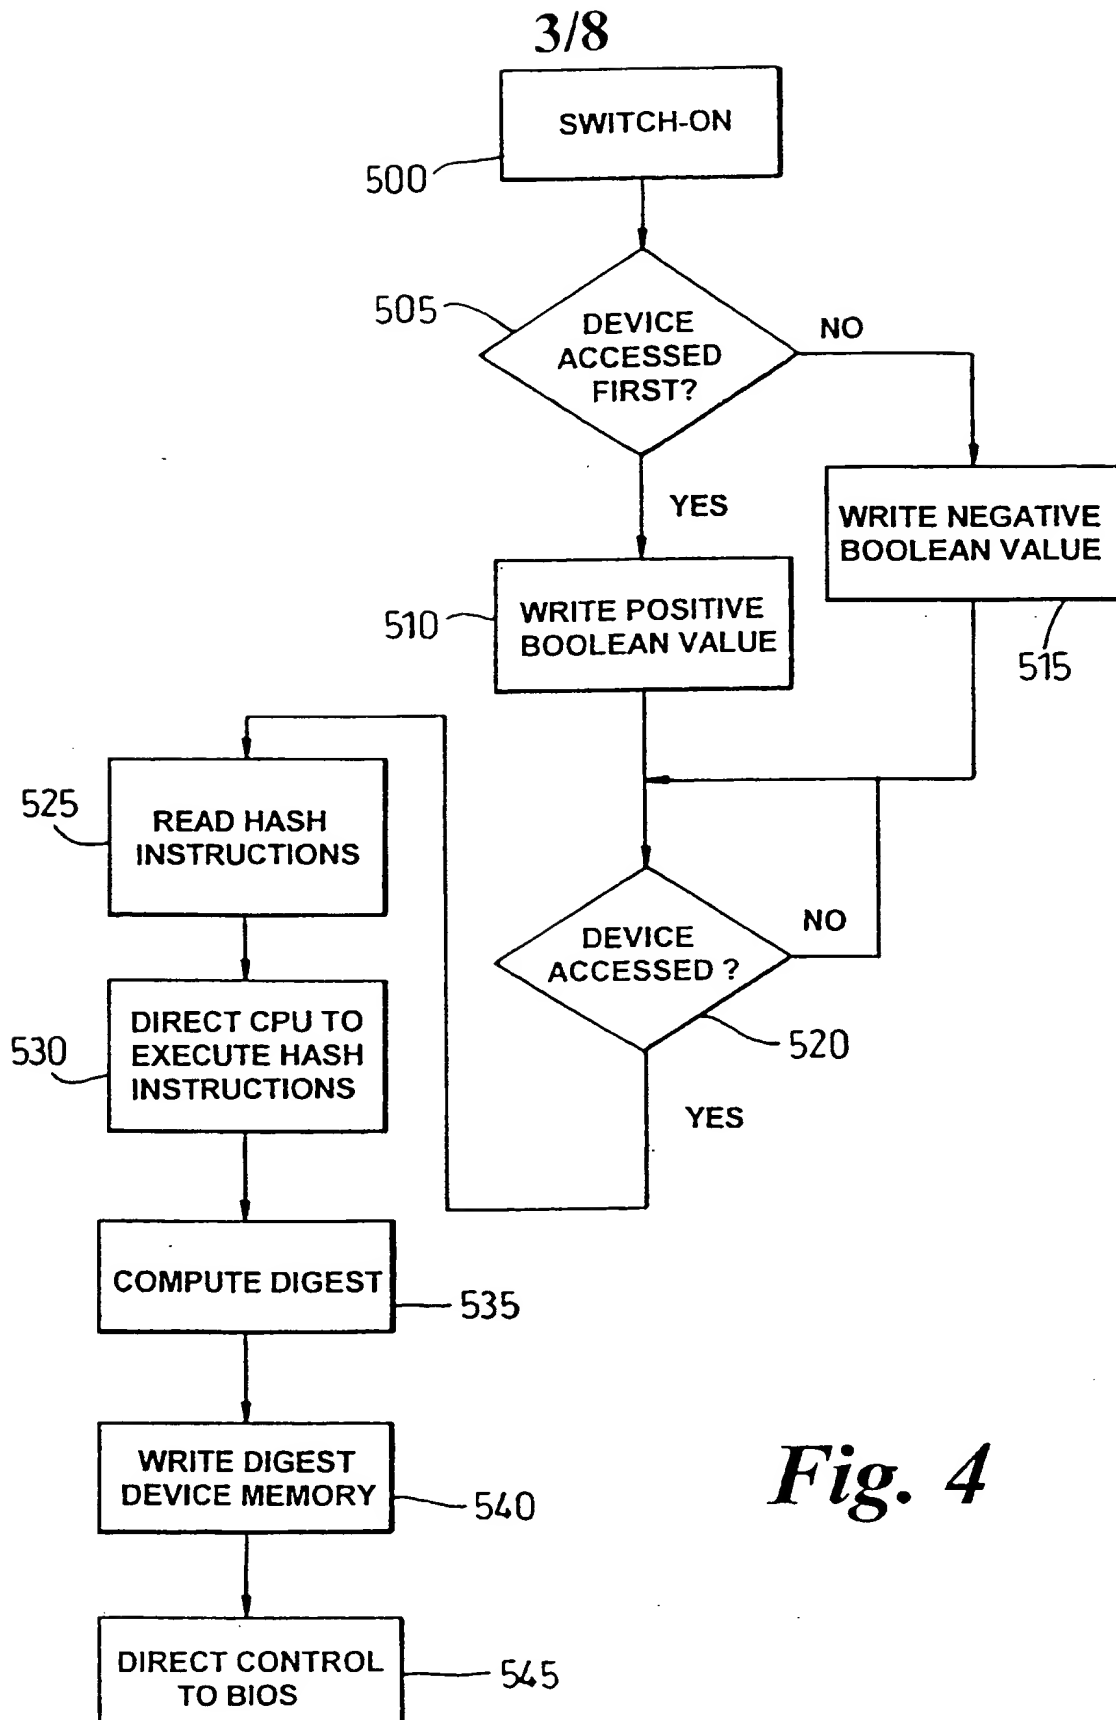 3/8
SWITCH-ON
500
505
DEVICE
ACCESSED
FIRST?
NO
YES
WRITE NEGATIVE
BOOLEAN VALUE
515
510
WRITE POSITIVE
BOOLEAN VALUE
525
READ HASH
INSTRUCTIONS
DEVICE
ACCESSED ?
NO
520
YES
530
DIRECT CPU TO
EXECUTE HASH
INSTRUCTIONS
COMPUTE DIGEST
535
WRITE DIGEST
DEVICE MEMORY
540
DIRECT CONTROL
TO BIOS
545
Fig. 4